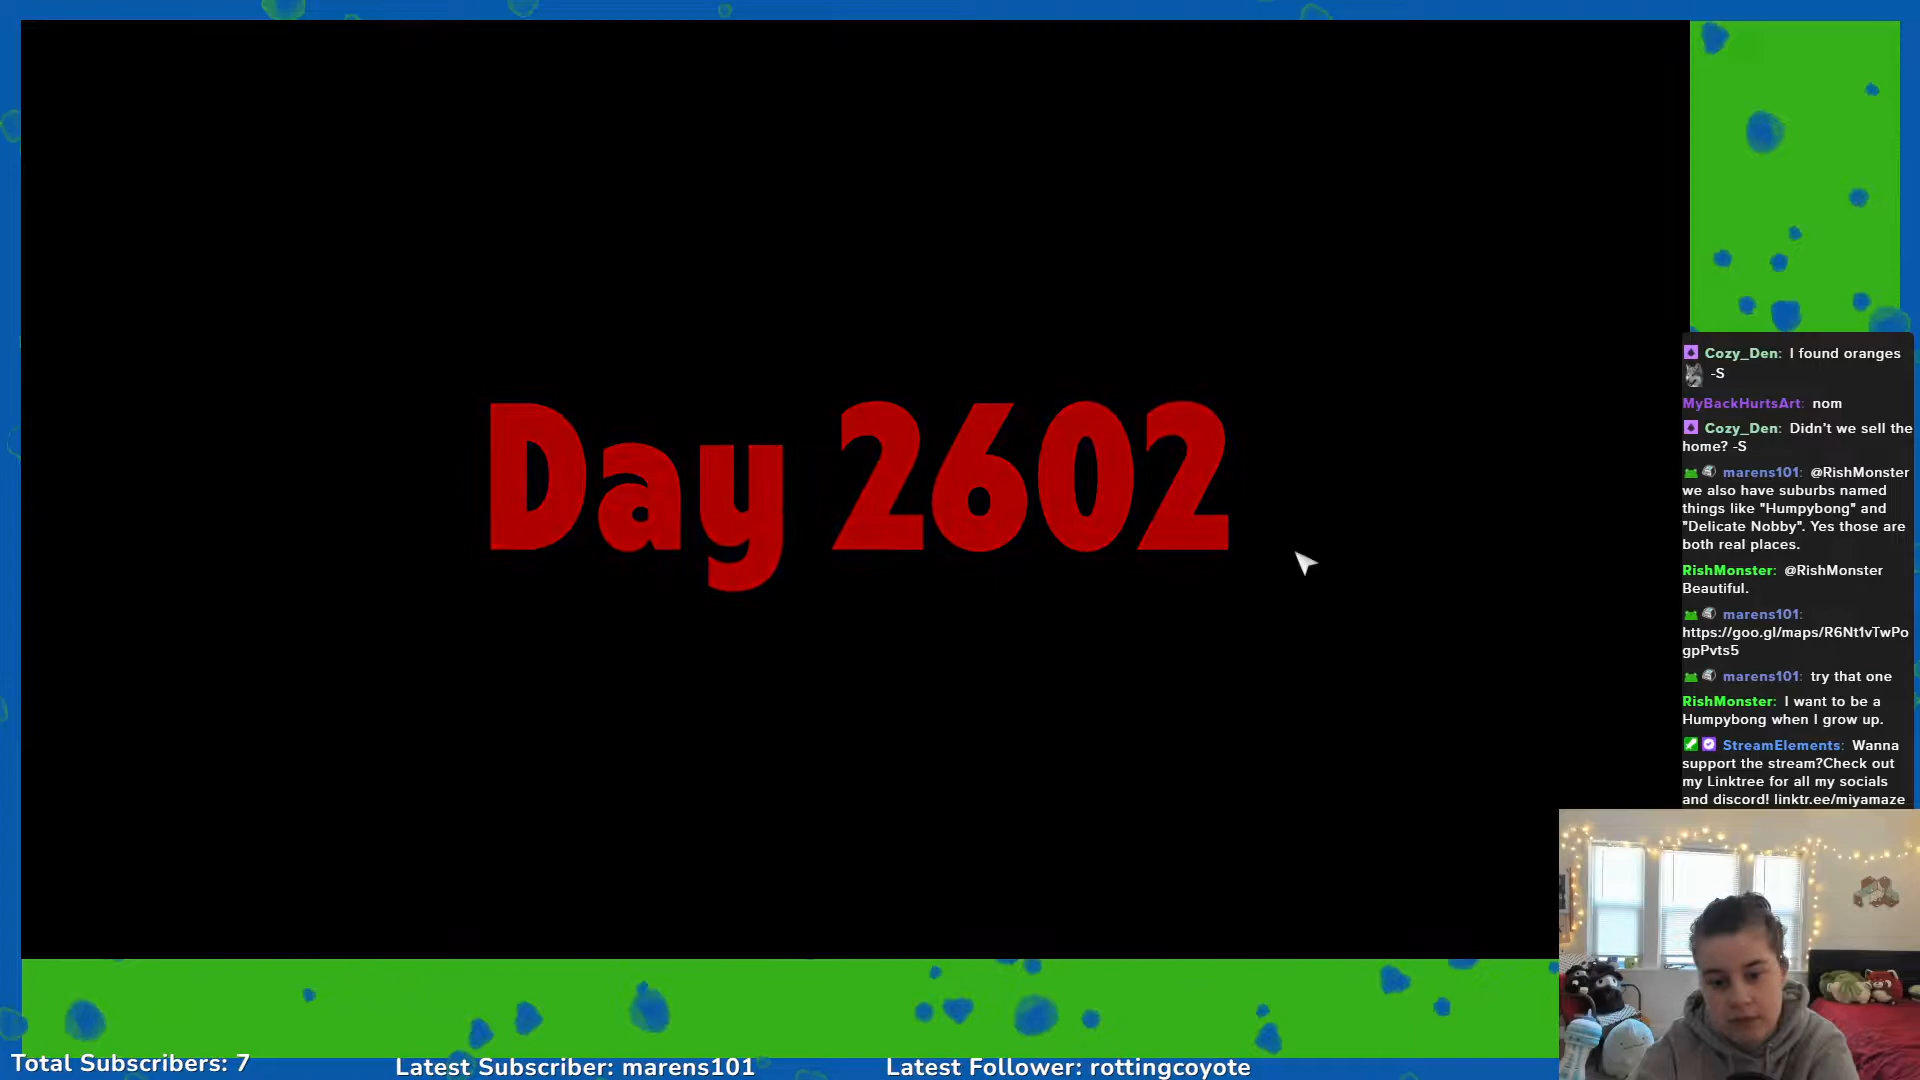 Day 2602
Cozy_Den: I found oranges
-S
MyBackHurtsArt: nom
Cozy_Den: Didn't we sell the
home? -S
marens101: @RishMonster
we also have suburbs named
things like "Humpybong" and
"Delicate Nobby". Yes those are
both real places.
RishMonster: @RishMonster
Beautiful.
marens101:
https://goo.gl/maps/R6Nt1vTwPo
gpPvts5
marens101: try that one
RishMonster: I want to be a
Humpybong when I grow up.
StreamElements: Wanna
support the stream?Check out
my Linktree for all my socials
and discord! linktr.ee/miyamaze
Total Subscribers: 7
Latest Subscriber: marens101
Latest Follower: rottingcoyote